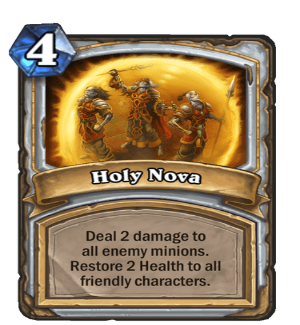 4
Holy Nova
Deal 2 damage to
all enemy minions.
Restore 2 Health to all
friendly characters.